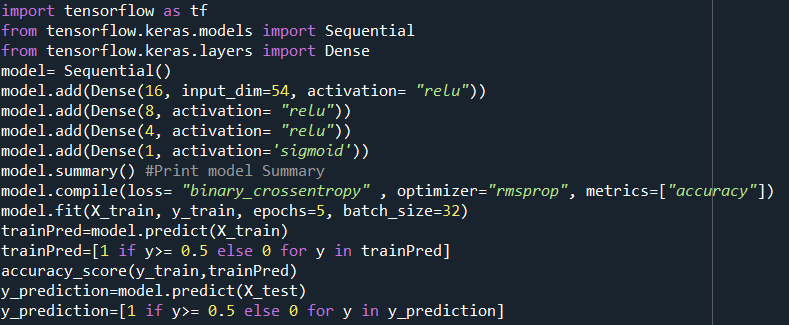 import tensorflow as tf
from tensorflow.keras.models import Sequential
from tensorflow.keras.layers import Dense
model= Sequential()
model.add(Dense(16, input_dim=54, activation= "relu"))
model.add(Dense(8, activation= "relu"))
model.add(Dense(4, activation= "relu"))
model.add(Dense(1, activation='sigmoid'))
model.summary() #Print model Summary
model.compile(loss= "binary_crossentropy" , optimizer="rmsprop", metrics=["accuracy"])
model.fit(X_train, y_train, epochs=5, batch_size=32)
trainPred=model.predict(X_train)
trainPred=[1 if y>= 0.5 else 0 for y in trainPred]
accuracy_score(y_train,trainPred)
y_prediction=model.predict(X_test)
y_prediction=[1 if y>= 0.5 else 0 for y in y_prediction]